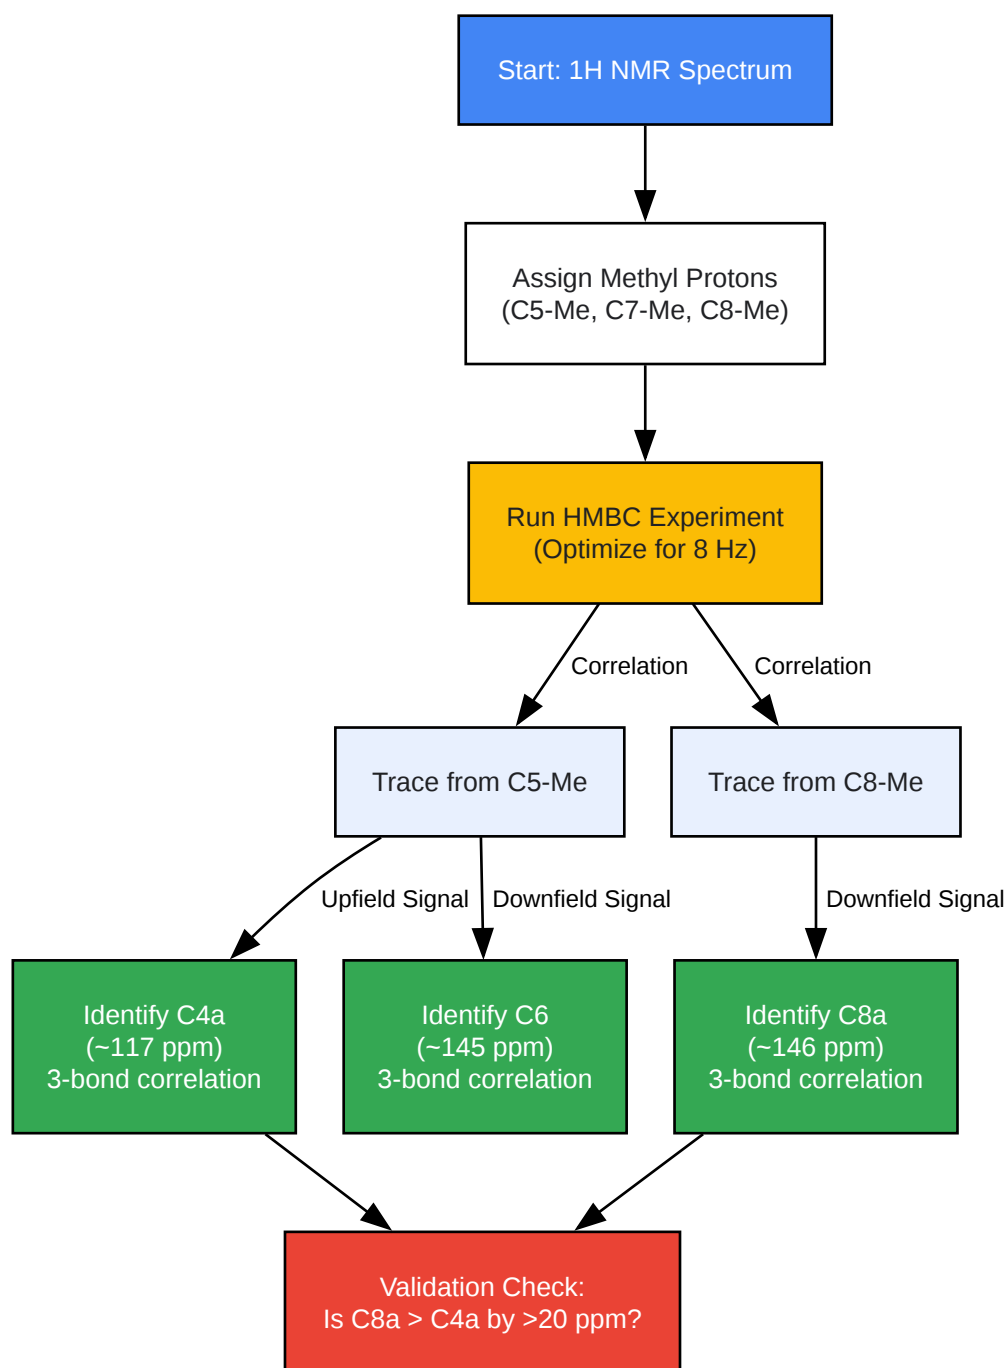 Start: 1H NMR Spectrum
Assign Methyl Protons
(C5-Me, C7-Me, C8-Me)
Run HMBC Experiment
(Optimize for 8 Hz)
Correlation
Correlation
Trace from C5-Me
Trace from C8-Me
Upfield Signal
Downfield Signal
Downfield Signal
Identify C4a
(~117 ppm)
3-bond correlation
Identify C6
(~145 ppm)
3-bond correlation
Identify C8a
(~146 ppm)
3-bond correlation
Validation Check:
Is C8a > C4a by >20 ppm?